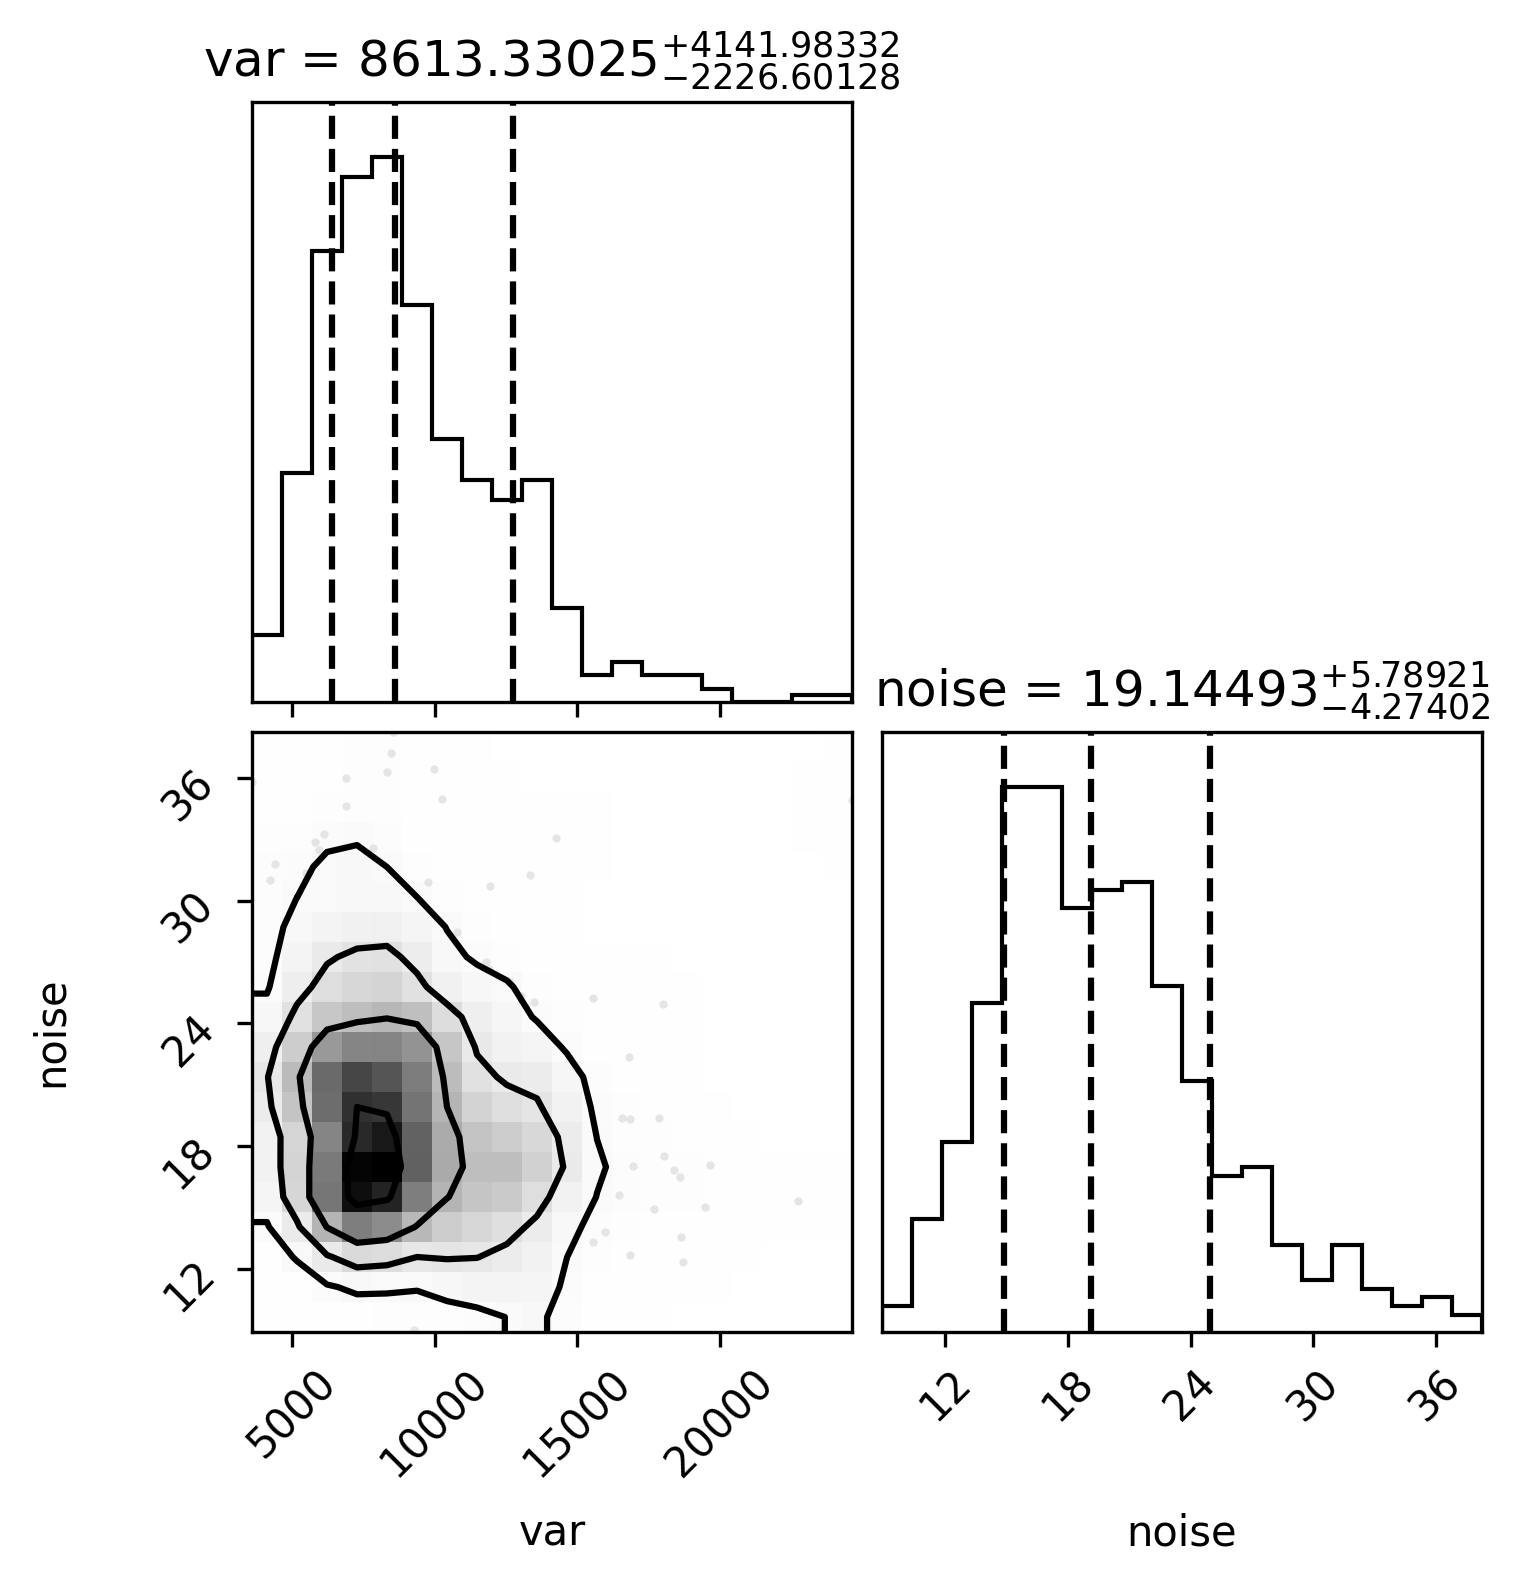 var = 8613.33025+4141.98332−2226.60128
noise = 19.14493+5.78921−4.27402
36
30
24
18
12
noise
5000 10000 15000 20000
12 18 24 30 36
var
noise